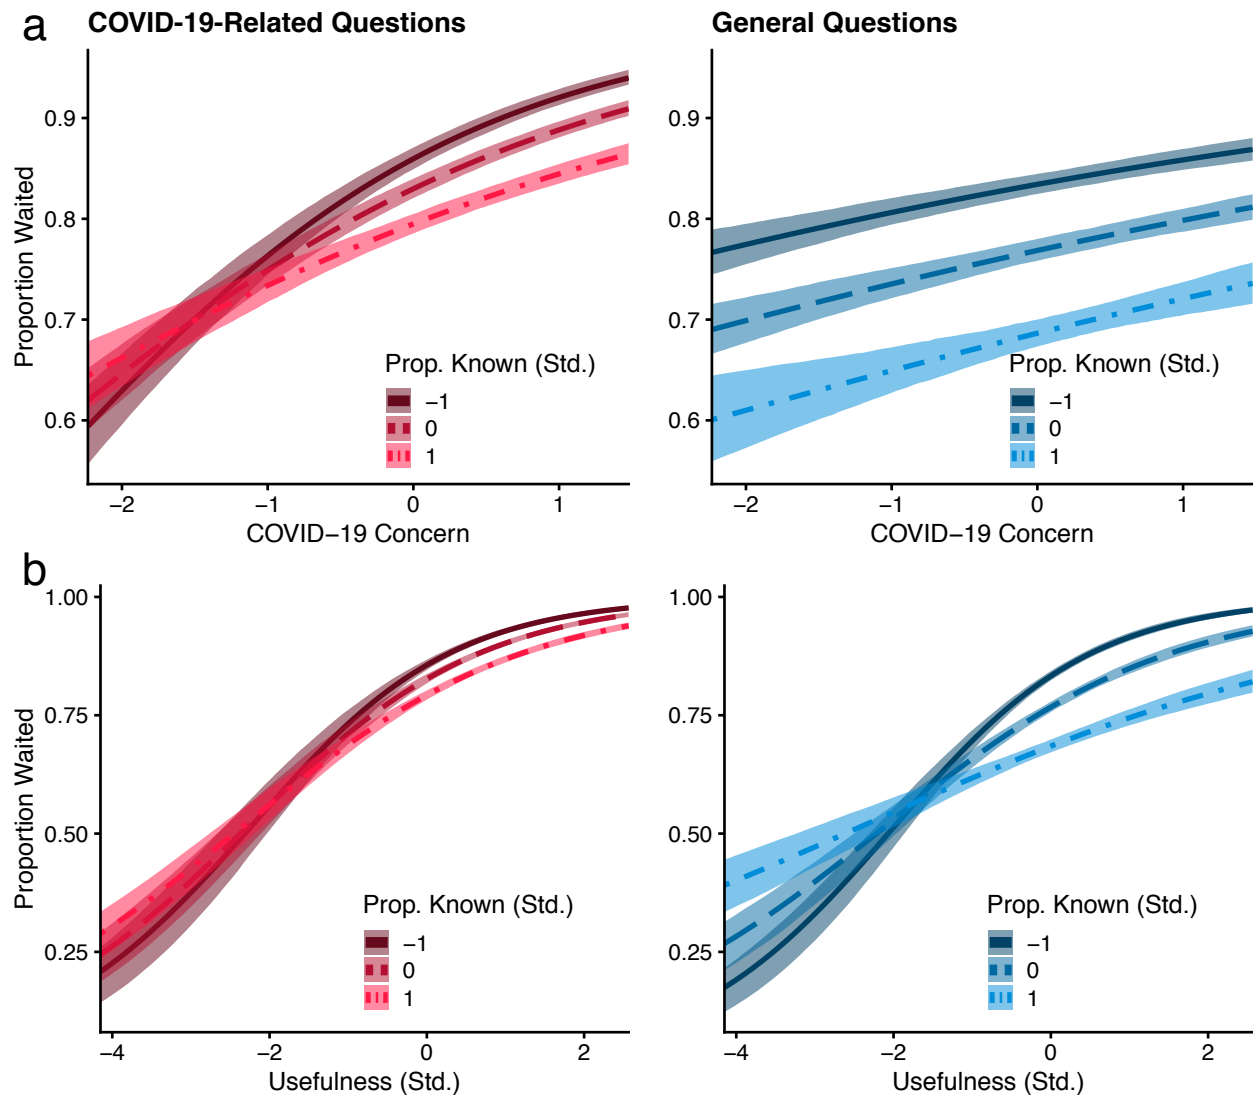 a
COVID-19-Related Questions
General Questions
Proportion Waited
0.9
0.8
0.7
0.6
Prop. Known (Std.)
−1
0
1
−2 −1 0 1
COVID−19 Concern
0.9
0.8
0.7
0.6
Prop. Known (Std.)
−1
0
1
−2 −1 0 1
COVID−19 Concern
b
Proportion Waited
1.00
0.75
0.50
0.25
Prop. Known (Std.)
−1
0
1
−4 −2 0 2
Usefulness (Std.)
1.00
0.75
0.50
0.25
Prop. Known (Std.)
−1
0
1
−4 −2 0 2
Usefulness (Std.)